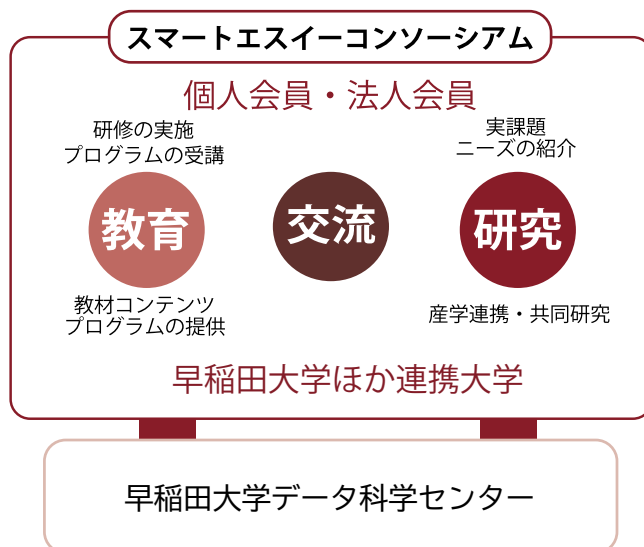 スマートエスイーコンソーシアム
個人会員・法人会員
研修の実施
プログラムの受講
実課題
ニーズの紹介
教育
交流
研究
教材コンテンツ
プログラムの提供
産学連携・共同研究
早稲田大学ほか連携大学
早稲田大学データ科学センター